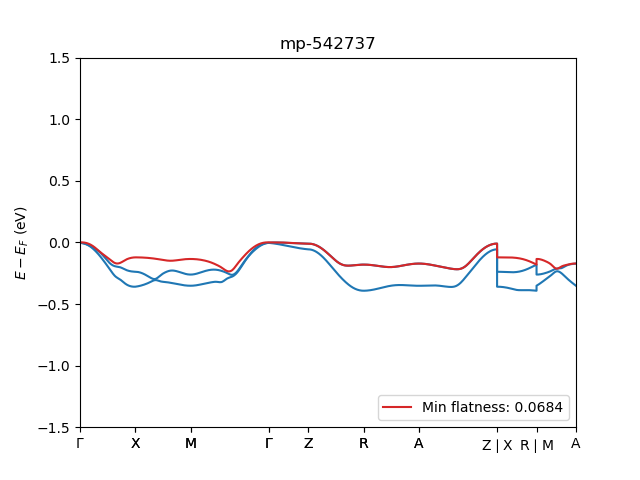 mp-542737
1.5
1.0
0.5
0.0
−0.5
−1.0
−1.5
E − E_F (eV)
Min flatness: 0.0684
Γ X M Γ Z R A Z | X R | M A